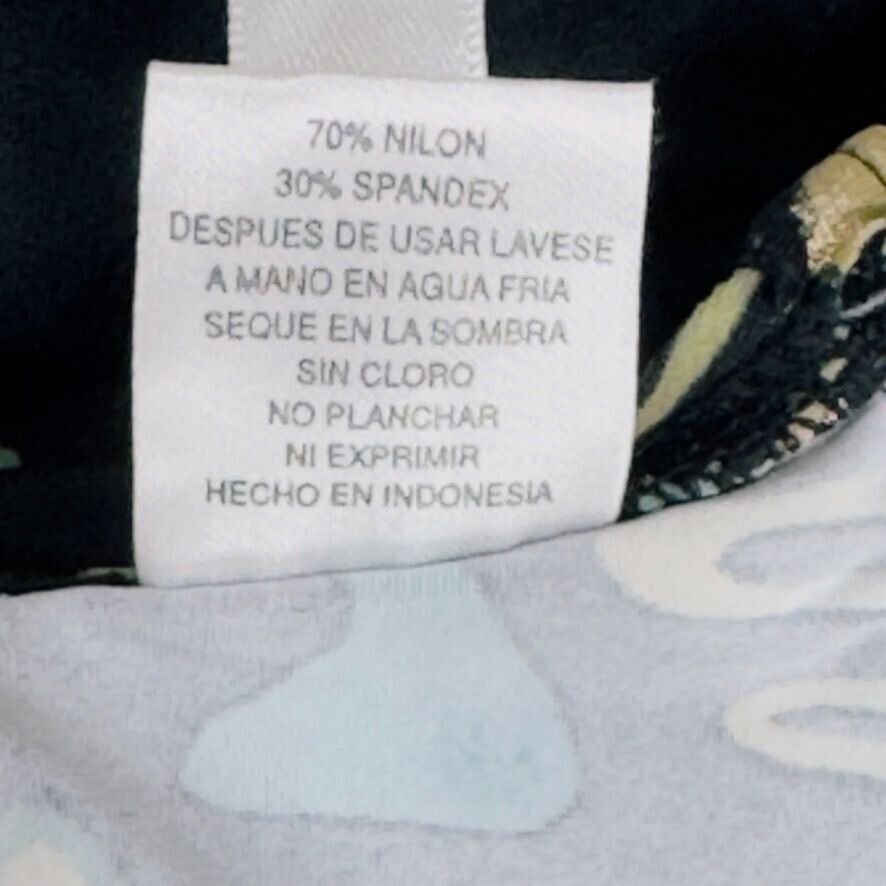 70% NILON
30% SPANDEX
DESPUES DE USAR LAVESE
A MANO EN AGUA FRIA
SEQUE EN LA SOMBRA
SIN CLORO
NO PLANCHAR
NI EXPRIMIR
HECHO EN INDONESIA